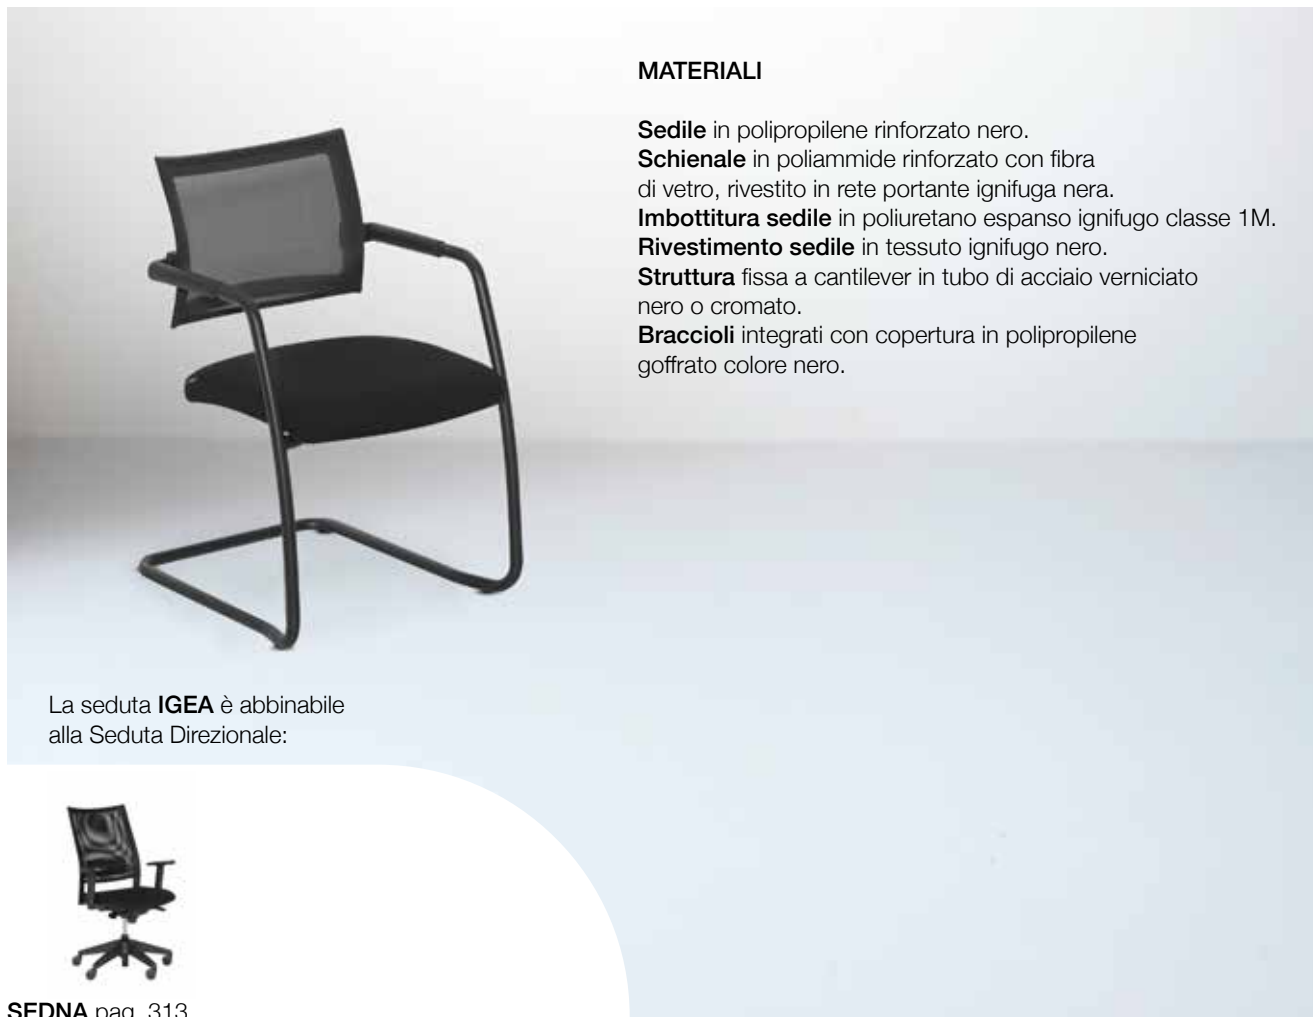 MATERIALI
Sedile in polipropilene rinforzato nero.
Schienale in poliammide rinforzato con fibra
di vetro, rivestito in rete portante ignifuga nera.
Imbottitura sedile in poliuretano espanso ignifugo classe 1M.
Rivestimento sedile in tessuto ignifugo nero.
Struttura fissa a cantilever in tubo di acciaio verniciato
nero o cromato.
Braccioli integrati con copertura in polipropilene
goffrato colore nero.
La seduta IGEA è abbinabile
alla Seduta Direzionale:
SEDNA pag. 313